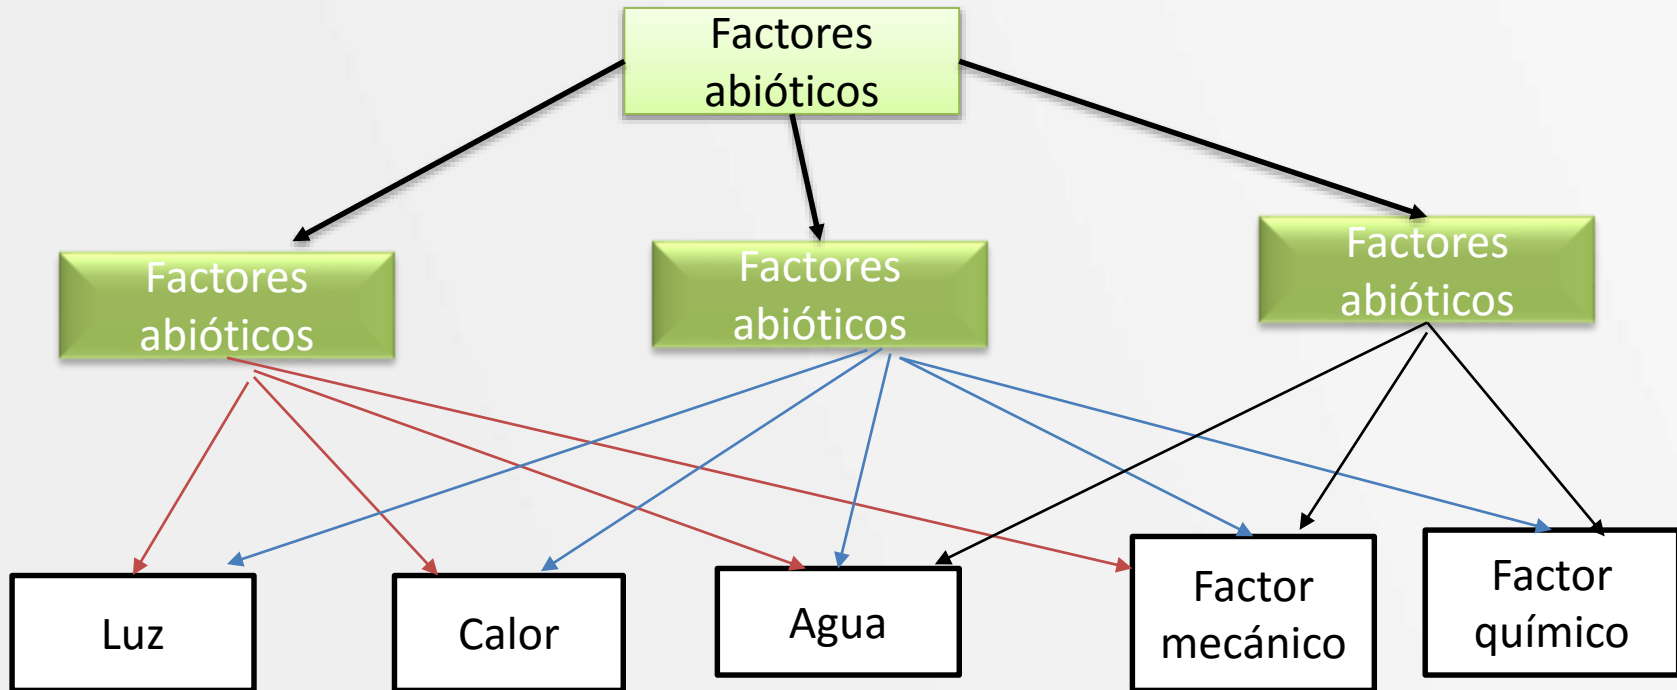 Factores
abióticos
Factores
abióticos
Factores
abióticos
Factores
abióticos
Luz
Calor
Agua
Factor
mecánico
Factor
químico